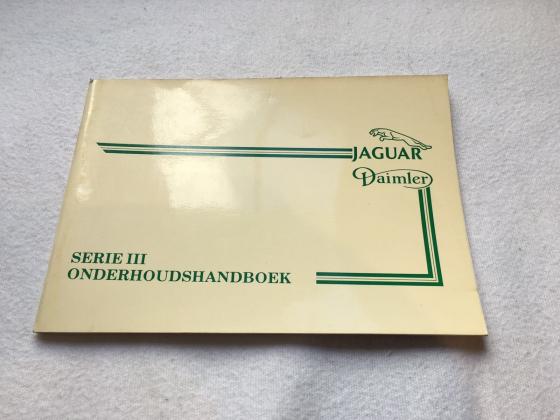 JAGUAR
Daimler
SERIE III
ONDERHOUDSHANDBOEK